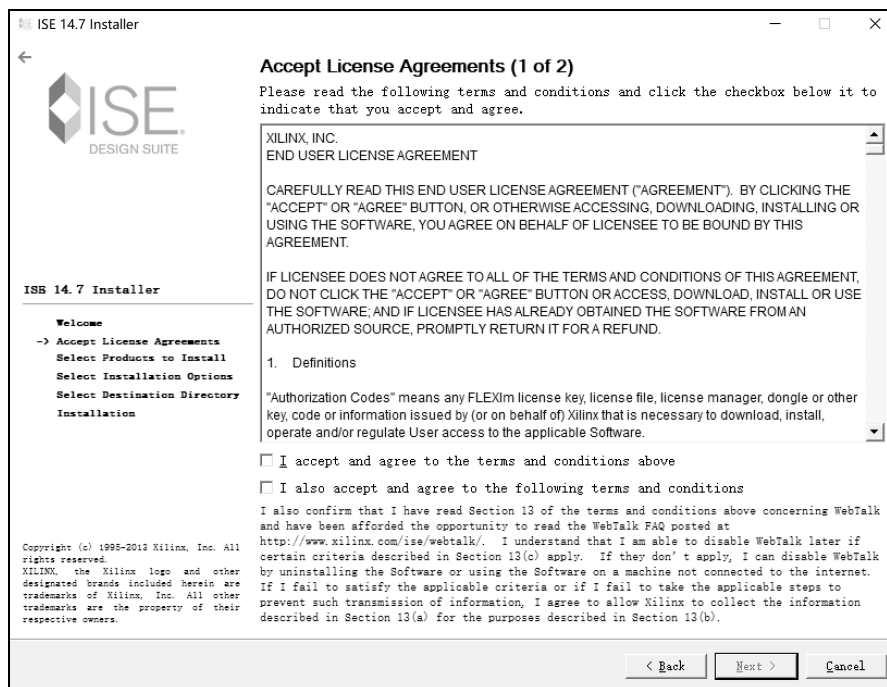 ISE 14.7 Installer
ISE
DESIGN SUITE
ISE 14.7 Installer
Welcome
-> Accept License Agreements
Select Products to Install
Select Installation Options
Select Destination Directory
Installation
Copyright (c) 1995-2013 Xilinx, Inc. All
rights reserved.
XILINX, the Xilinx logo and other
designated brands included herein are
trademarks of Xilinx, Inc. All other
trademarks are the property of their
respective owners.
Accept License Agreements (1 of 2)
Please read the following terms and conditions and click the checkbox below it to
indicate that you accept and agree.
XILINX, INC.
END USER LICENSE AGREEMENT
CAREFULLY READ THIS END USER LICENSE AGREEMENT ("AGREEMENT"). BY CLICKING THE
"ACCEPT" OR "AGREE" BUTTON, OR OTHERWISE ACCESSING, DOWNLOADING, INSTALLING OR
USING THE SOFTWARE, YOU AGREE ON BEHALF OF LICENSEE TO BE BOUND BY THIS
AGREEMENT.
IF LICENSEE DOES NOT AGREE TO ALL OF THE TERMS AND CONDITIONS OF THIS AGREEMENT,
DO NOT CLICK THE "ACCEPT" OR "AGREE" BUTTON OR ACCESS, DOWNLOAD, INSTALL OR USE
THE SOFTWARE; AND IF LICENSEE HAS ALREADY OBTAINED THE SOFTWARE FROM AN
AUTHORIZED SOURCE, PROMPTLY RETURN IT FOR A REFUND.
1. Definitions
"Authorization Codes" means any FLEXlm license key, license file, license manager, dongle or other
key, code or information issued by (or on behalf of) Xilinx that is necessary to download, install,
operate and/or regulate User access to the applicable Software.
I accept and agree to the terms and conditions above
I also accept and agree to the following terms and conditions
I also confirm that I have read Section 13 of the terms and conditions above concerning WebTalk
and have been afforded the opportunity to read the WebTalk FAQ posted at
http://www.xilinx.com/ise/webtalk/. I understand that I am able to disable WebTalk later if
certain criteria described in Section 13(c) apply. If they don't apply, I can disable WebTalk
by uninstalling the Software or using the Software on a machine not connected to the internet.
If I fail to satisfy the applicable criteria or if I fail to take the applicable steps to
prevent such transmission of information, I agree to allow Xilinx to collect the information
described in Section 13(a) for the purposes described in Section 13(b).
< Back
Next >
Cancel